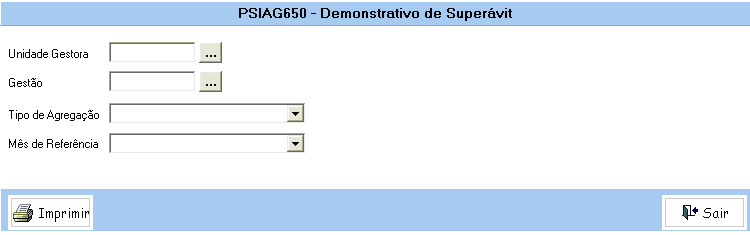 PSIAG650 - Demonstrativo de Superávit
Unidade Gestora ...
Gestão ...
Tipo de Agregação
Mês de Referência
Imprimir Sair